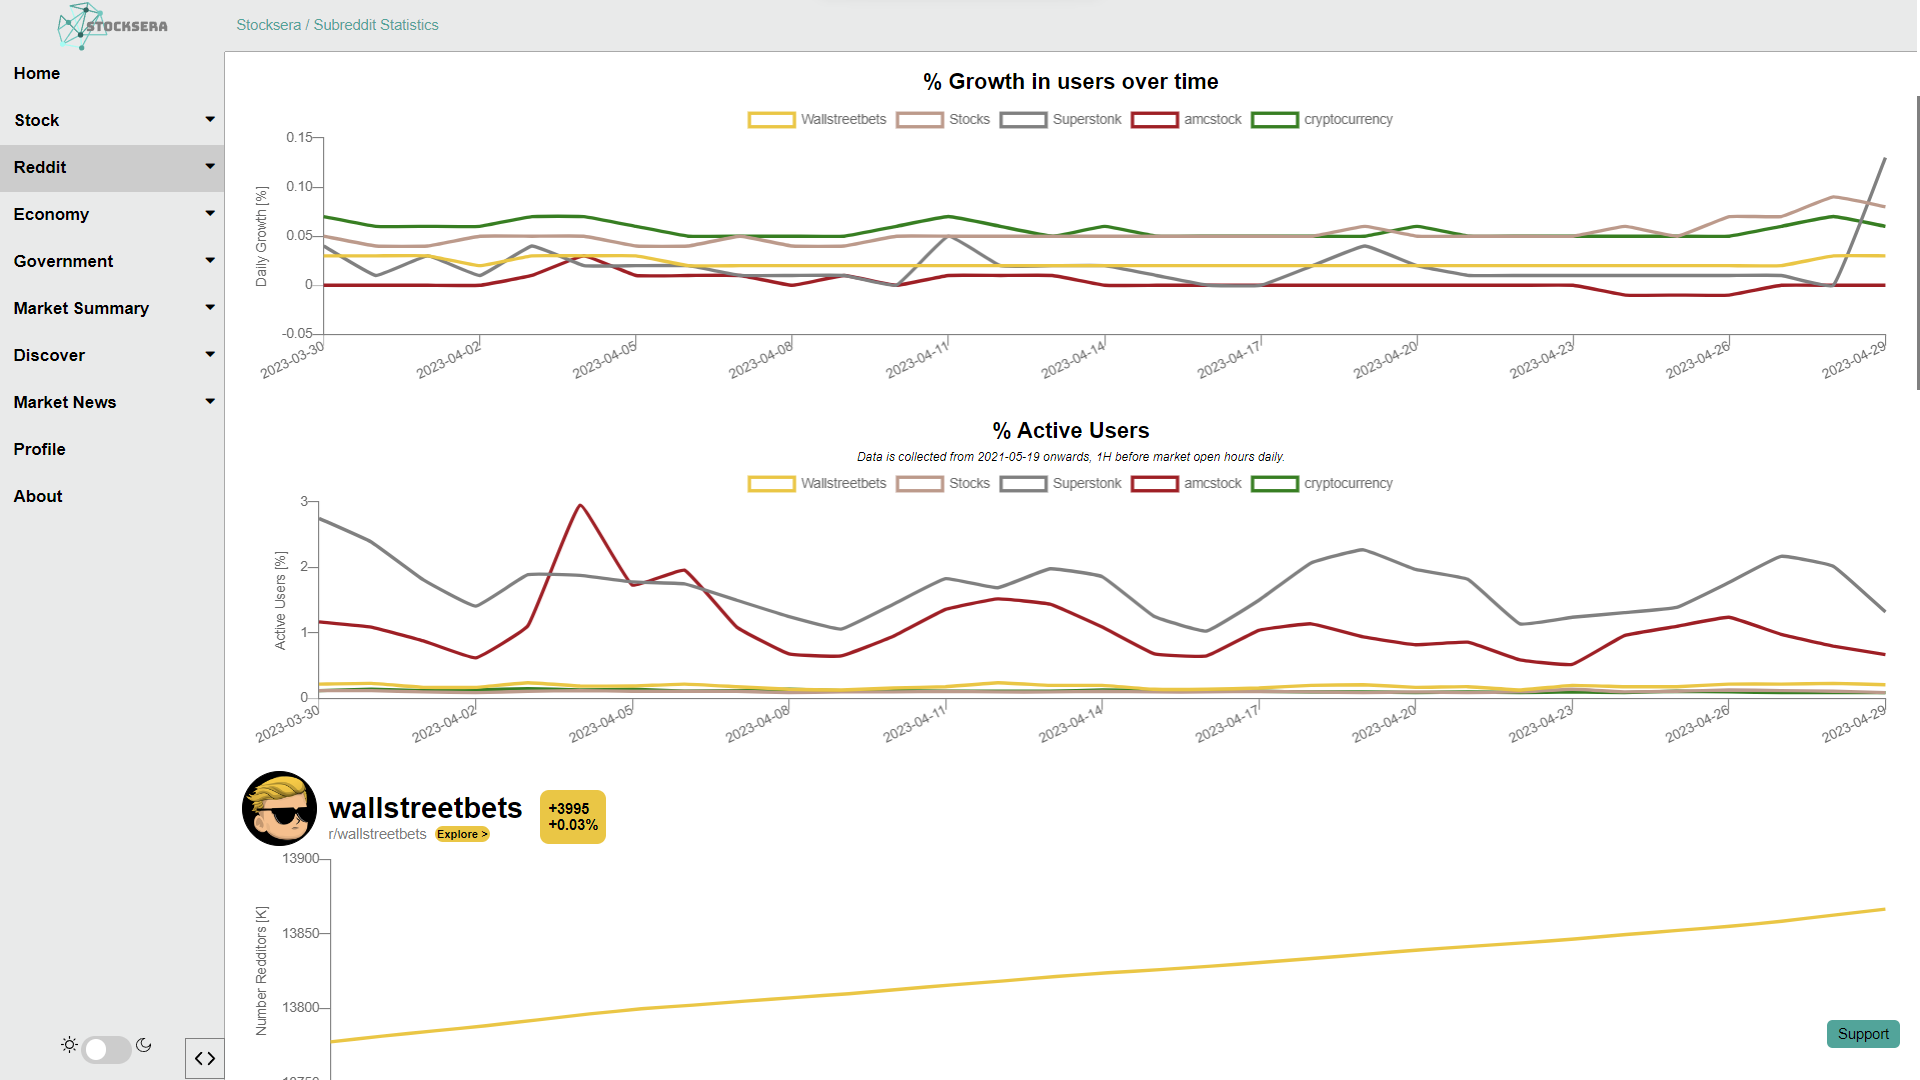 STOCKSERA
Stocksera / Subreddit Statistics
Home
Stock
Reddit
Economy
Government
Market Summary
Discover
Market News
Profile
About
% Growth in users over time
Wallstreetbets Stocks Superstonk amcstock cryptocurrency
Daily Growth [%]
0.15
0.10
0.05
0
-0.05
2023-03-30 2023-04-02 2023-04-05 2023-04-08 2023-04-11 2023-04-14 2023-04-17 2023-04-20 2023-04-23 2023-04-26 2023-04-29
% Active Users
Data is collected from 2021-05-19 onwards, 1H before market open hours daily.
Wallstreetbets Stocks Superstonk amcstock cryptocurrency
Active Users [%]
3
2
1
0
2023-03-30 2023-04-02 2023-04-05 2023-04-08 2023-04-11 2023-04-14 2023-04-17 2023-04-20 2023-04-23 2023-04-26 2023-04-29
wallstreetbets
r/wallstreetbets Explore >
+3995
+0.03%
Number Redditors [K]
13900
13850
13800
Support